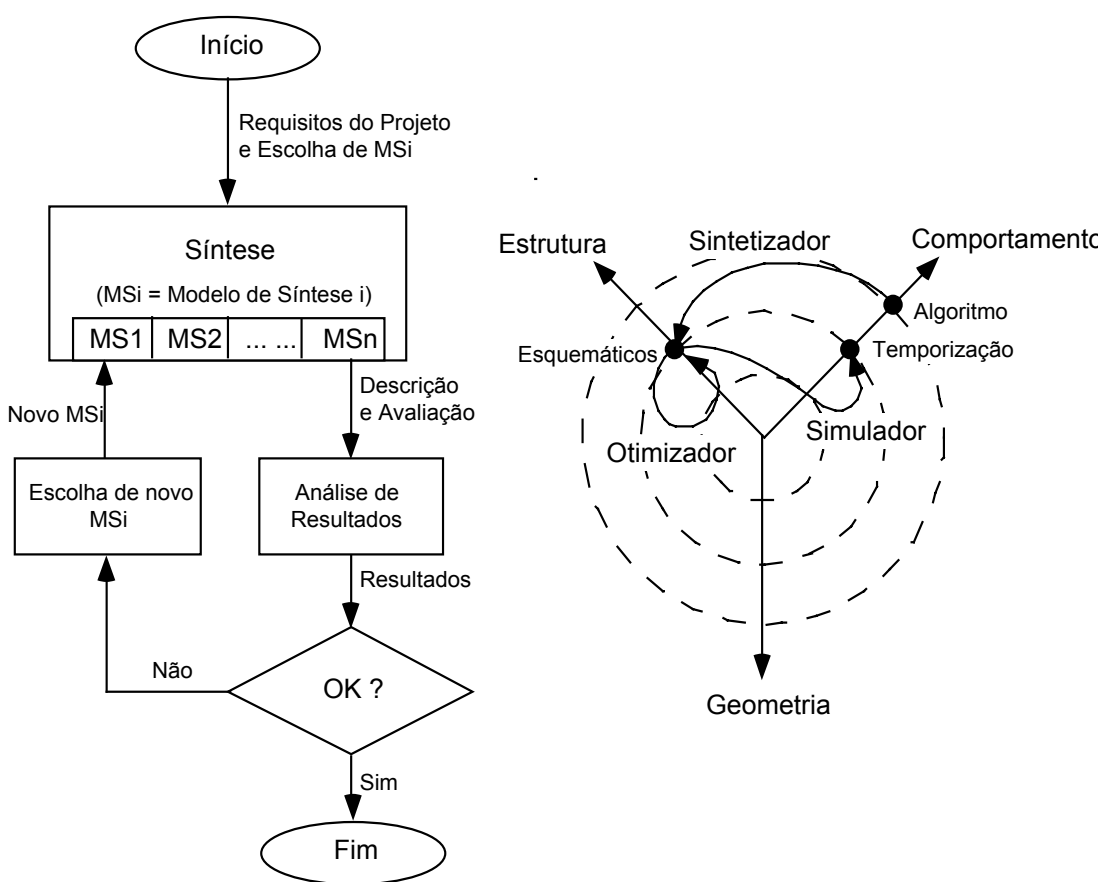 Início
Requisitos do Projeto
e Escolha de MSi
Síntese
(MSi = Modelo de Síntese i)
MS1 MS2 ... ... MSn
Novo MSi
Descrição
e Avaliação
Escolha de novo
MSi
Análise de
Resultados
Resultados
Não
OK ?
Sim
Fim
Estrutura
Sintetizador
Comportamento
Algoritmo
Esquemáticos
Temporização
Otimizador
Simulador
Geometria